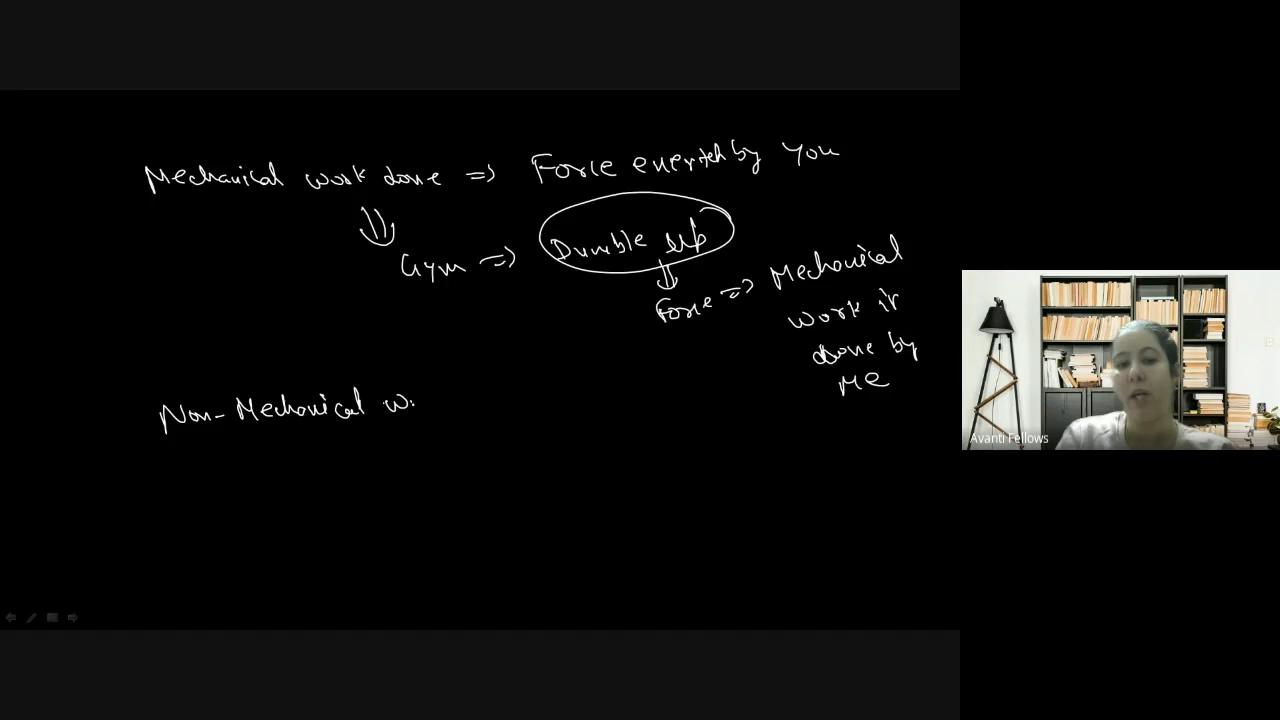 Mechanical work done => Force exerted by you
Gym => Dumble up
Force => Mechanical
work is
done by
me
Non-Mechanical w
Avanti Fellows